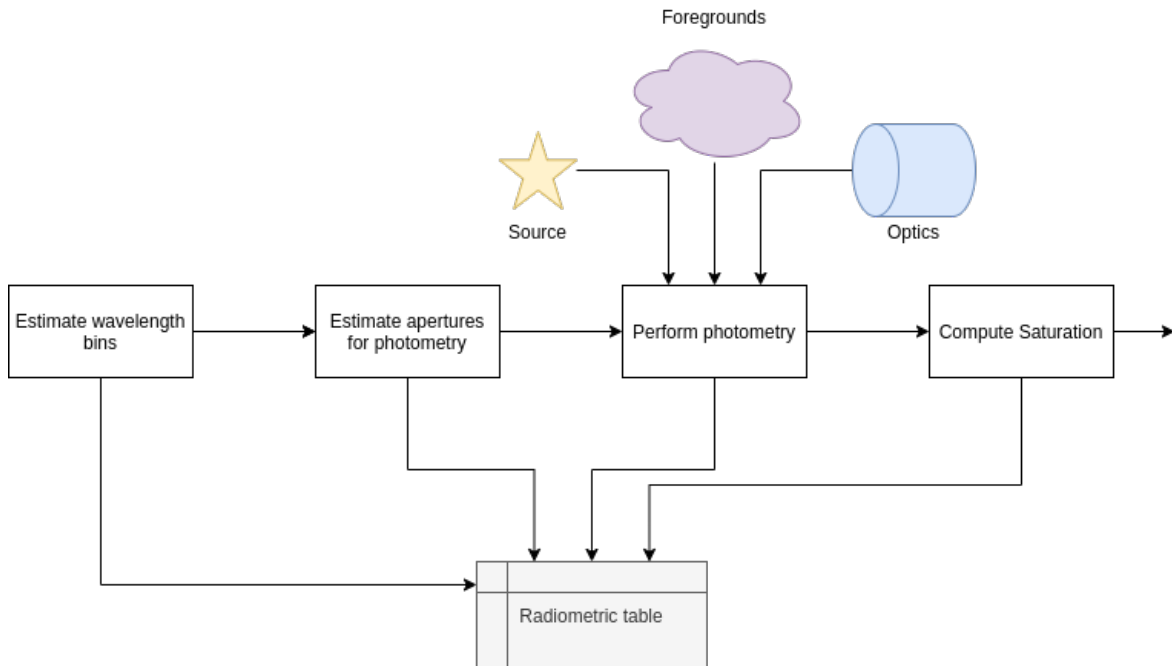 Foregrounds
Source
Optics
Estimate wavelength
bins
Estimate apertures
for photometry
Perform photometry
Compute Saturation
Radiometric table